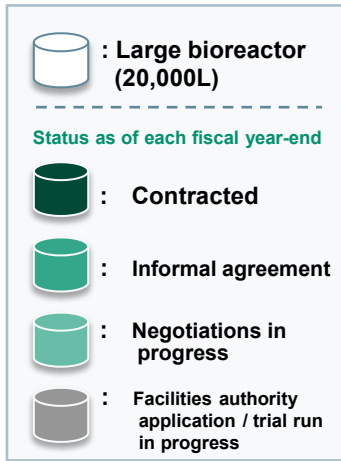 : Large bioreactor
(20,000L)
Status as of each fiscal year-end
: Contracted
: Informal agreement
: Negotiations in
progress
: Facilities authority
application / trial run
in progress